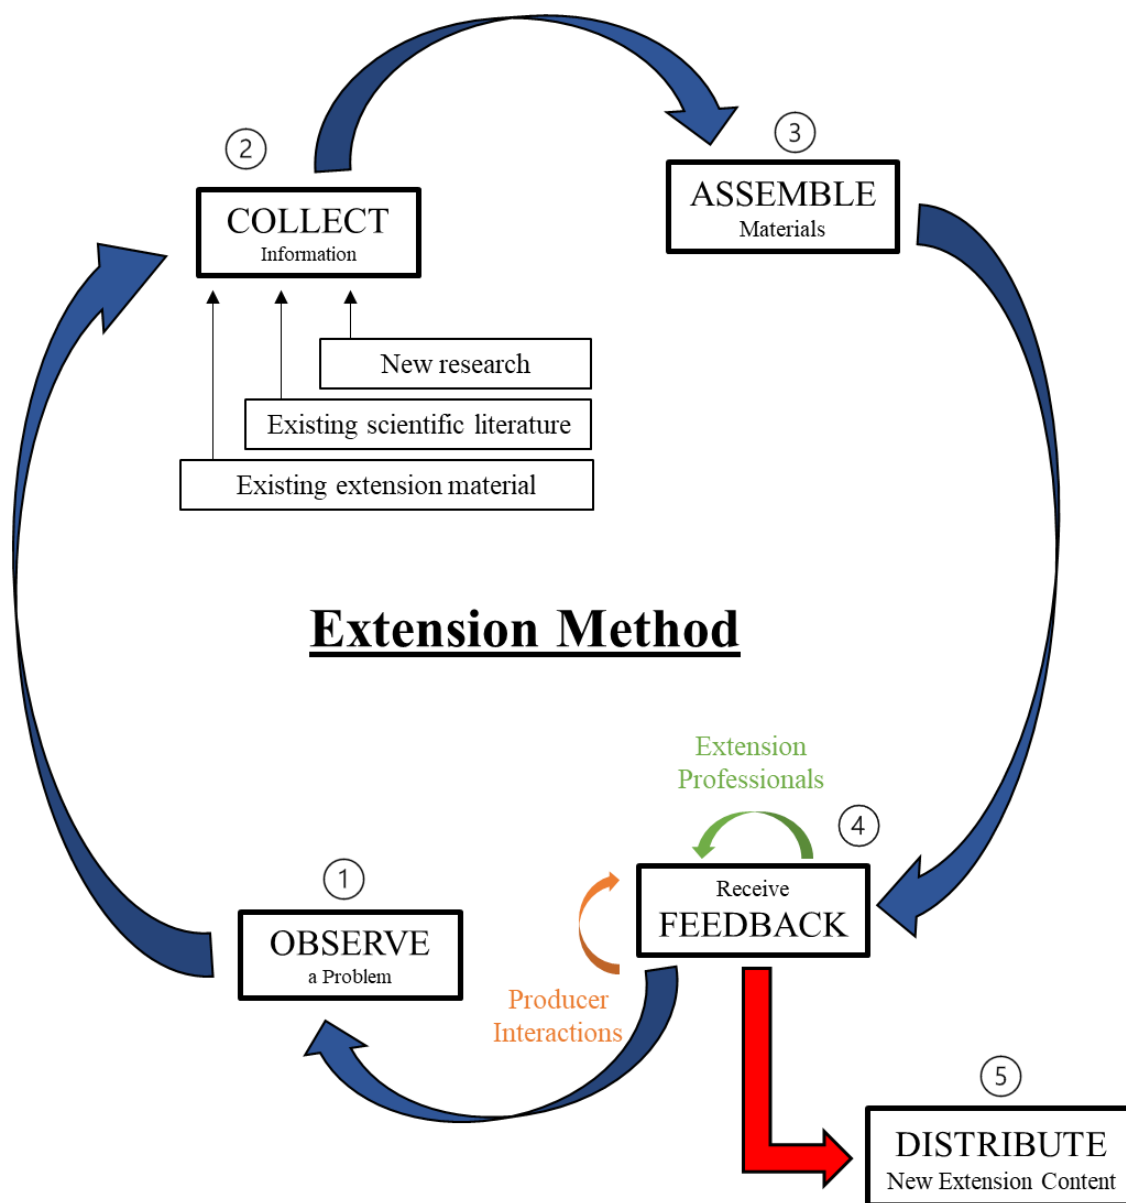 2
COLLECT
Information
New research
Existing scientific literature
Existing extension material
3
ASSEMBLE
Materials
Extension Method
Extension
Professionals
4
Receive
FEEDBACK
Producer
Interactions
1
OBSERVE
a Problem
5
DISTRIBUTE
New Extension Content